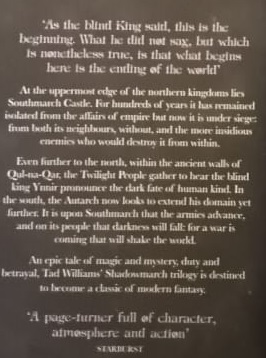 'As the blind King said, this is the
beginning. What he did not say, but which
is nonetheless true, is that what begins
here is the ending of the world'
At the uppermost edge of the northern kingdoms lies
Southmarch Castle. For hundreds of years it has remained
isolated from the affairs of empire but now it is under siege:
from both its neighbours, without, and the more insidious
enemies who would destroy it from within.
Even further to the north, within the ancient walls of
Qul-na-Qar, the Twilight People gather to hear the blind
king Ynnir pronounce the dark fate of human kind. In
the south, the Autarch now looks to extend his domain yet
further. It is upon Southmarch that the armies advance,
and on its people that darkness will fall: for a war is
coming that will shake the world.
An epic tale of magic and mystery, duty and
betrayal, Tad Williams' Shadowmarch trilogy is destined
to become a classic of modern fantasy.
'A page-turner full of character,
atmosphere and action'
STARBURST